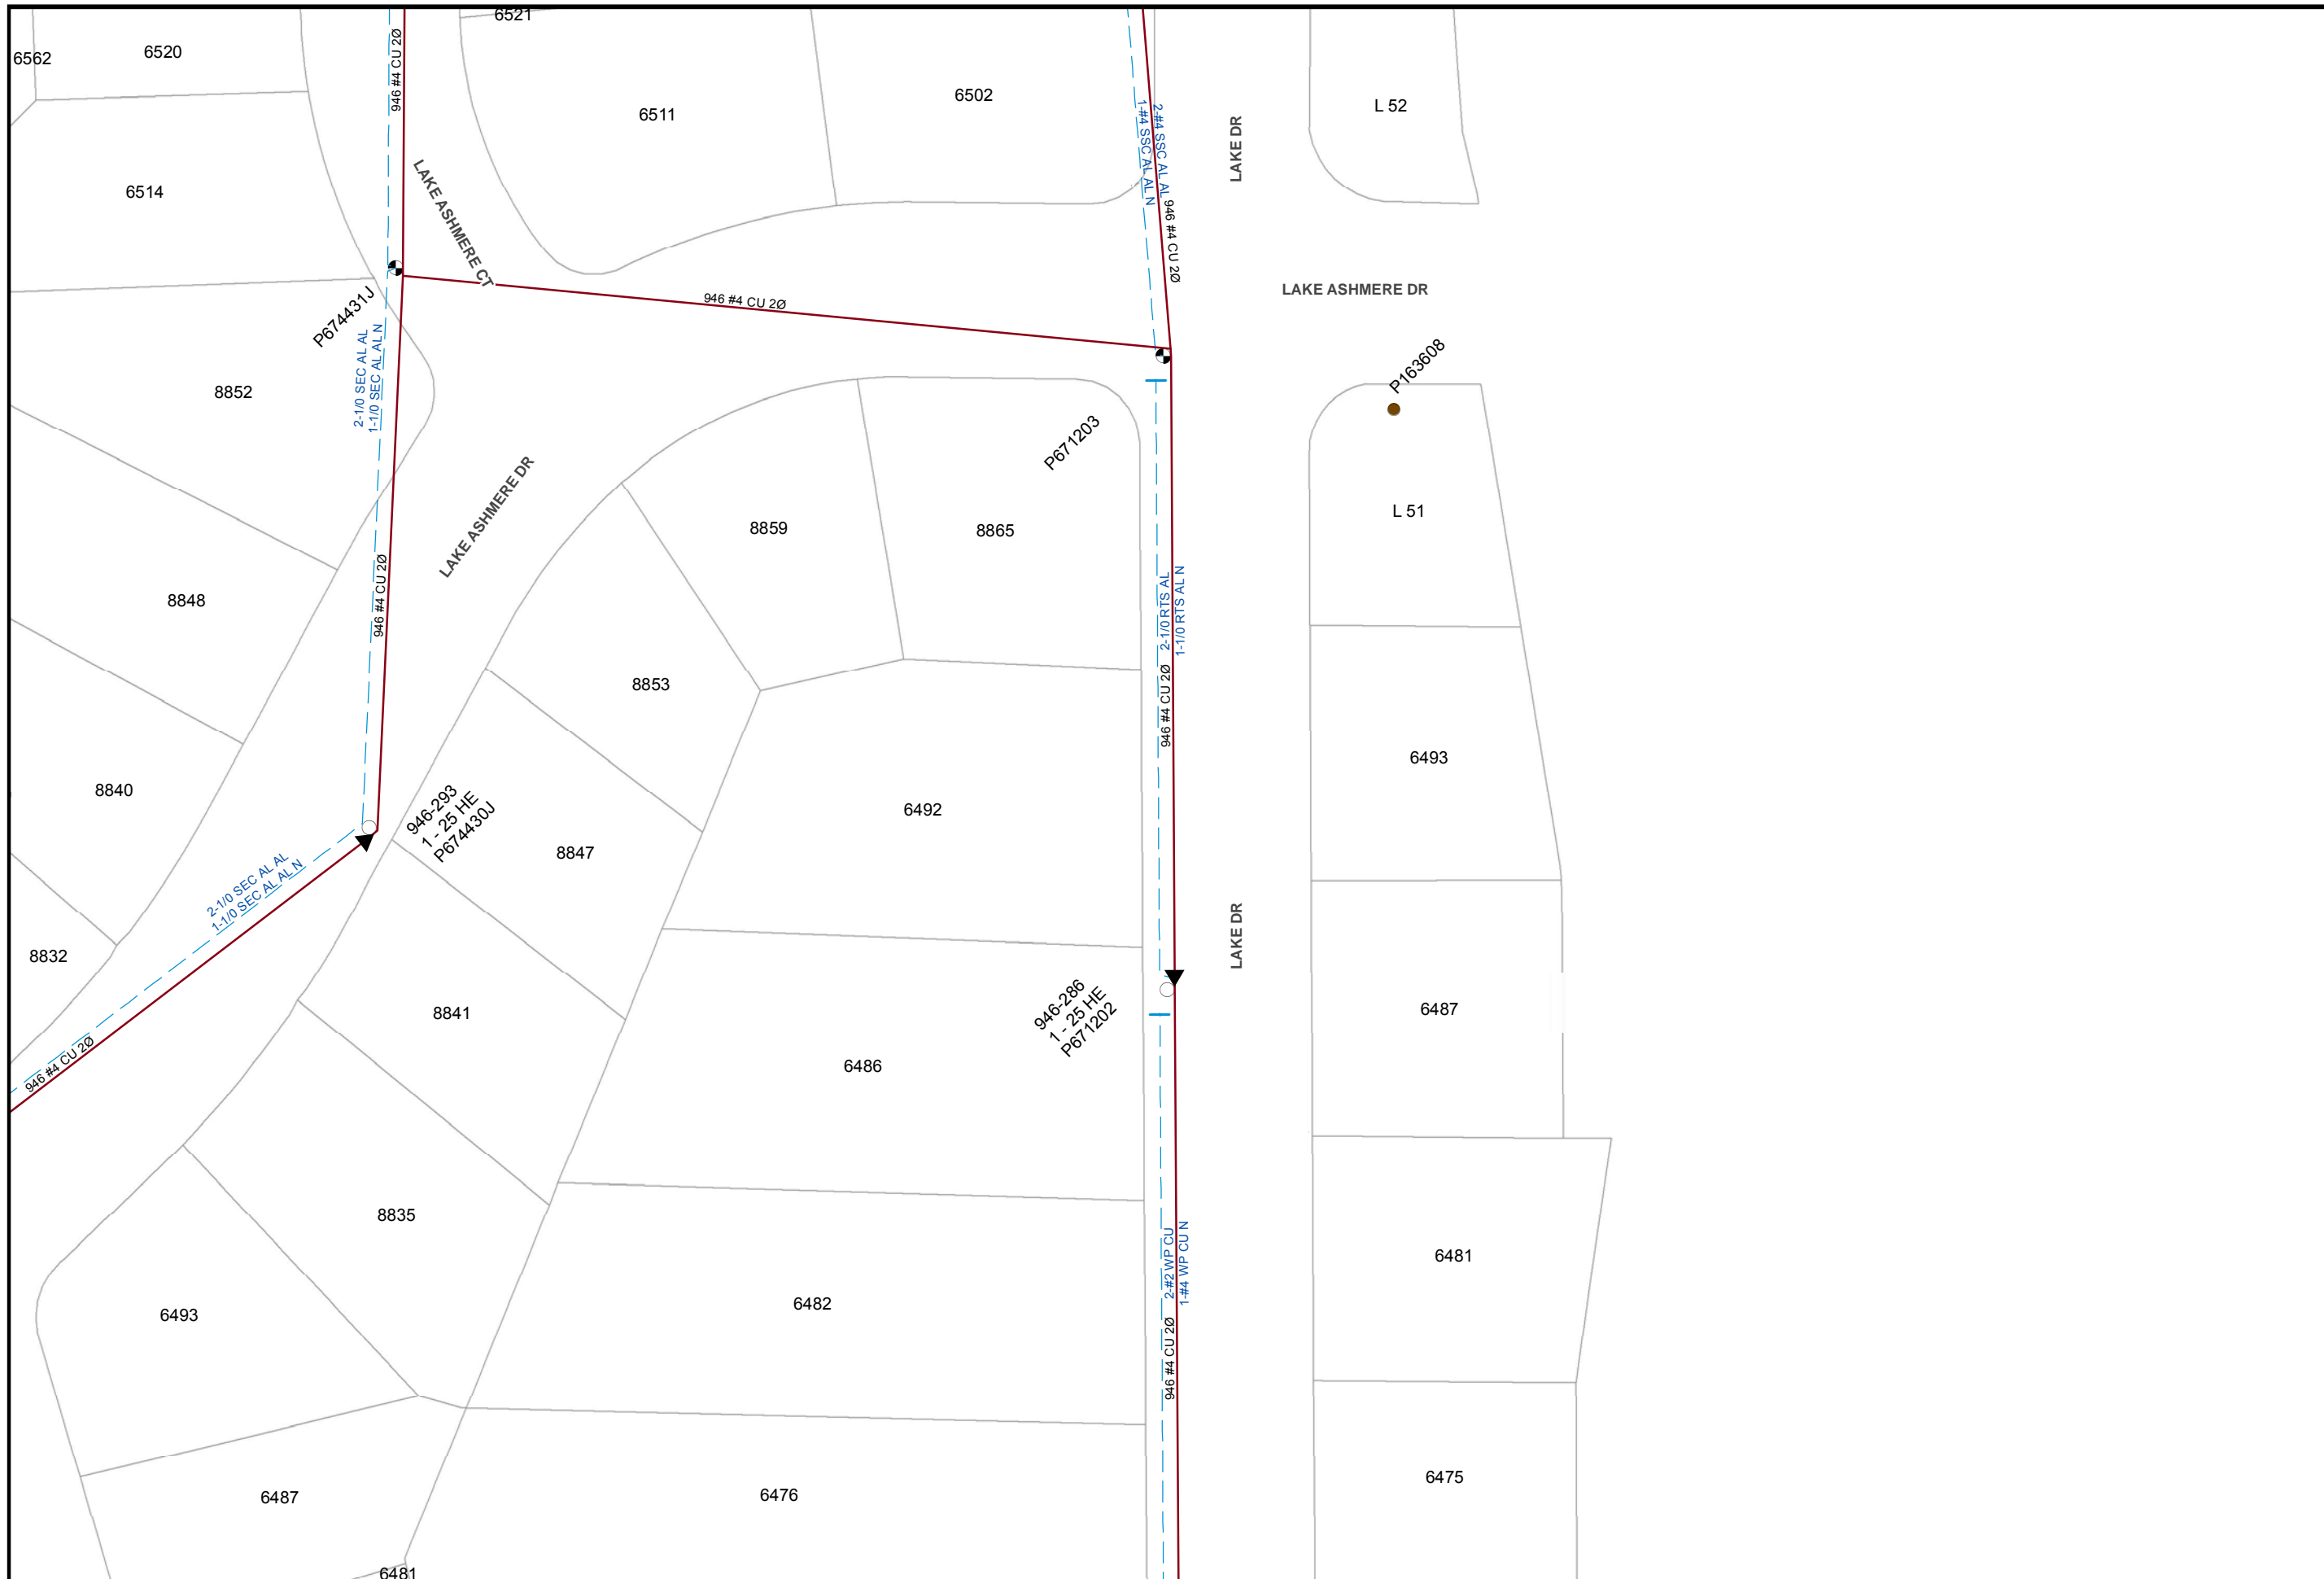 6521
6562
6520
946 #4 CU 2Ø
6511
6502
L 52
1-#4 SSC AL AL N
2-#4 SSC AL AL
946 #4 CU 2Ø
LAKE DR
6514
LAKE ASHMERE CT
P674431J
946 #4 CU 2Ø
LAKE ASHMERE DR
2-1/0 SEC AL AL
1-1/0 SEC AL AL N
8852
P163608
P671203
LAKE ASHMERE DR
L 51
8859
8865
946 #4 CU 2Ø
8848
2-1/0 RTS AL
1-1/0 RTS AL N
8853
946 #4 CU 2Ø
6493
8840
946-293
1 - 25 HE
P674430J
8847
6492
2-1/0 SEC AL AL
1-1/0 SEC AL AL N
8832
LAKE DR
946-286
1 - 25 HE
P671202
8841
6487
946 #4 CU 2Ø
6486
8835
2-#2 WP CU
1-#4 WP CU N
6481
6493
6482
946 #4 CU 2Ø
6487
6476
6475
6481